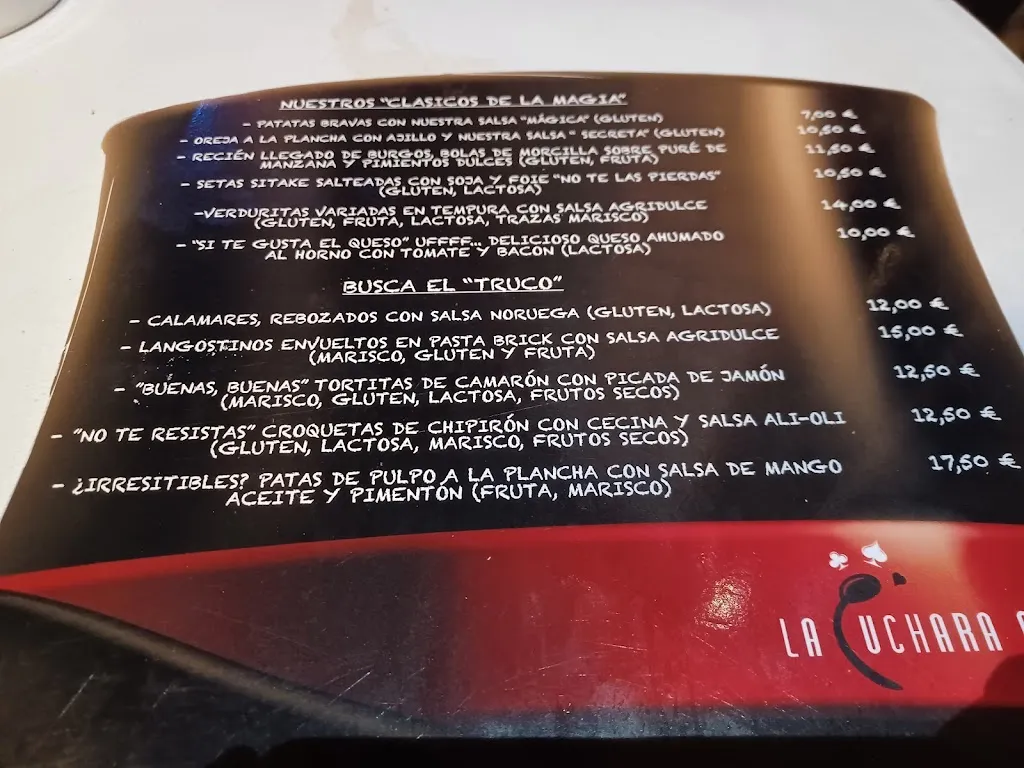 NUESTROS "CLASICOS DE LA MAGIA"
- PATATAS BRAVAS CON NUESTRA SALSA "MÁGICA" (GLUTEN) 7,00 €
- OREJA A LA PLANCHA CON AJILLO Y NUESTRA SALSA " SECRETA" (GLUTEN) 10,50 €
- RECIÉN LLEGADO DE BURGOS, BOLAS DE MORCILLA SOBRE PURÉ DE 11,50 €
MANZANA Y PIMIENTOS DULCES (GLUTEN, FRUTA)
- SETAS SITAKE SALTEADAS CON SOJA Y FOIE "NO TE LAS PIERDAS" 10,50 €
(GLUTEN, LACTOSA)
-VERDURITAS VARIADAS EN TEMPURA CON SALSA AGRIDULCE 14,00 €
(GLUTEN, FRUTA, LACTOSA, TRAZAS MARISCO)
- "SI TE GUSTA EL QUESO" UFFFF... DELICIOSO QUESO AHUMADO 10,00 €
AL HORNO CON TOMATE Y BACON (LACTOSA)
BUSCA EL "TRUCO"
- CALAMARES, REBOZADOS CON SALSA NORUEGA (GLUTEN, LACTOSA) 12,00 €
- LANGOSTINOS ENVUELTOS EN PASTA BRICK CON SALSA AGRIDULCE 15,00 €
(MARISCO, GLUTEN Y FRUTA)
- "BUENAS, BUENAS" TORTITAS DE CAMARÓN CON PICADA DE JAMÓN 12,50 €
(MARISCO, GLUTEN, LACTOSA, FRUTOS SECOS)
- "NO TE RESISTAS" CROQUETAS DE CHIPIRÓN CON CECINA Y SALSA ALI-OLI 12,50 €
(GLUTEN, LACTOSA, MARISCO, FRUTOS SECOS)
- ¿IRRESITIBLES? PATAS DE PULPO A LA PLANCHA CON SALSA DE MANGO 17,50 €
ACEITE Y PIMENTÓN (FRUTA, MARISCO)
LA CUCHARA